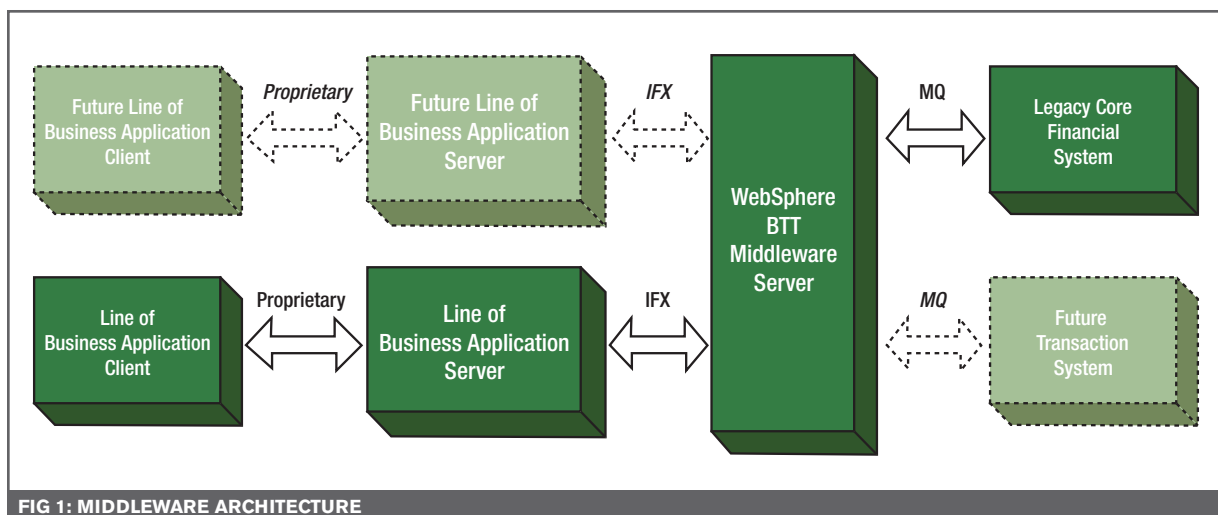 Future Line of
Business Application
Client
Proprietary
Future Line of
Business Application
Server
IFX
WebSphere
BTT
Middleware
Server
MQ
Legacy Core
Financial
System
Line of
Business Application
Client
Proprietary
Line of
Business Application
Server
IFX
MQ
Future
Transaction
System
FIG 1: MIDDLEWARE ARCHITECTURE